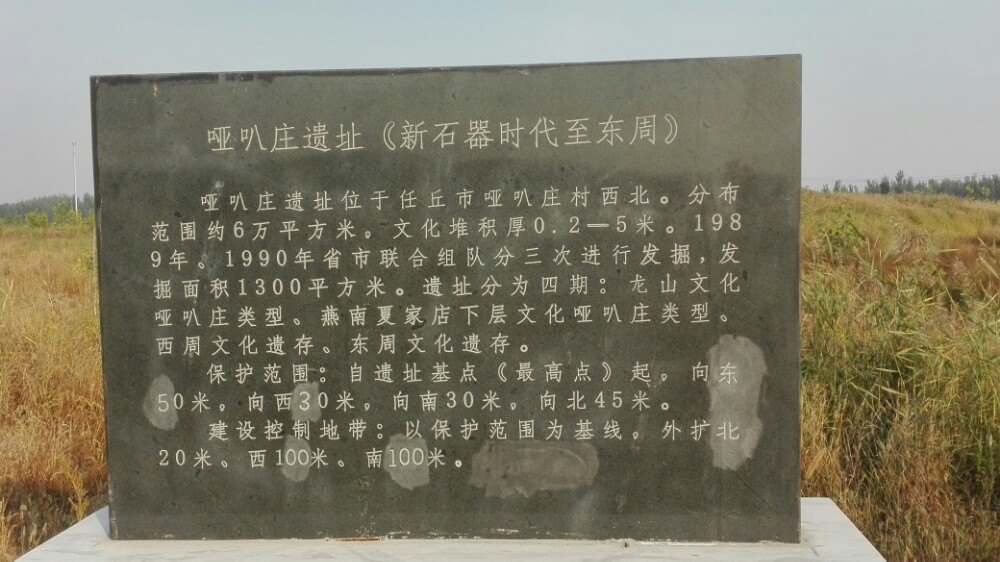 哑叭庄遗址《新石器时代至东周》
哑叭庄遗址位于任丘市哑叭庄村西北。分布
范围约6万平方米，文化堆积厚0.2—5米。198
9年、1990年省市联合组队分三次进行发掘，发
掘面积1300平方米。遗址分为四期：龙山文化
哑叭庄类型、燕南夏家店下层文化哑叭庄类型、
西周文化遗存、东周文化遗存。
保护范围：自遗址基点（最高点）起，向东
50米，向西30米，向南30米，向北45米。
建设控制地带：以保护范围为基线，外扩北
20米、西100米、南100米。